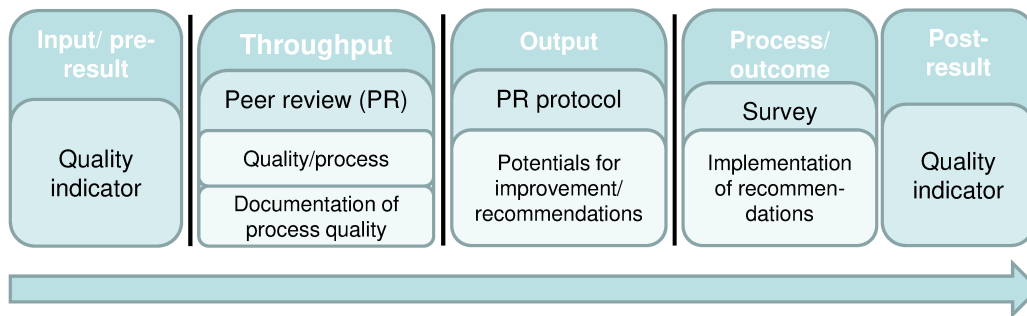 Input/ pre-
result
Quality
indicator
Throughput
Peer review (PR)
Quality/process
Documentation of
process quality
Output
PR protocol
Potentials for
improvement/
recommendations
Process/
outcome
Survey
Implementation
of recommen-
dations
Post-
result
Quality
indicator